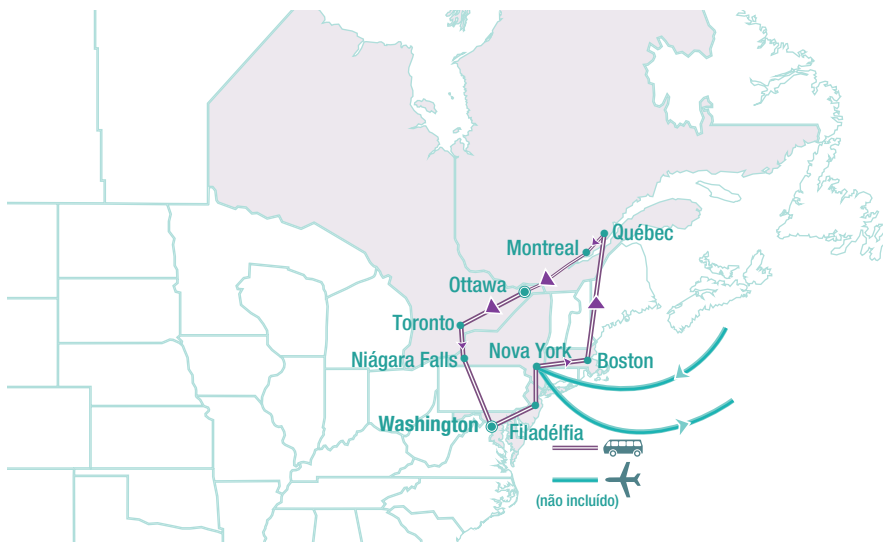 Québec
Montreal
Ottawa
Toronto
Nova York
Niágara Falls
Boston
Washington
Filadélfia
(não incluído)